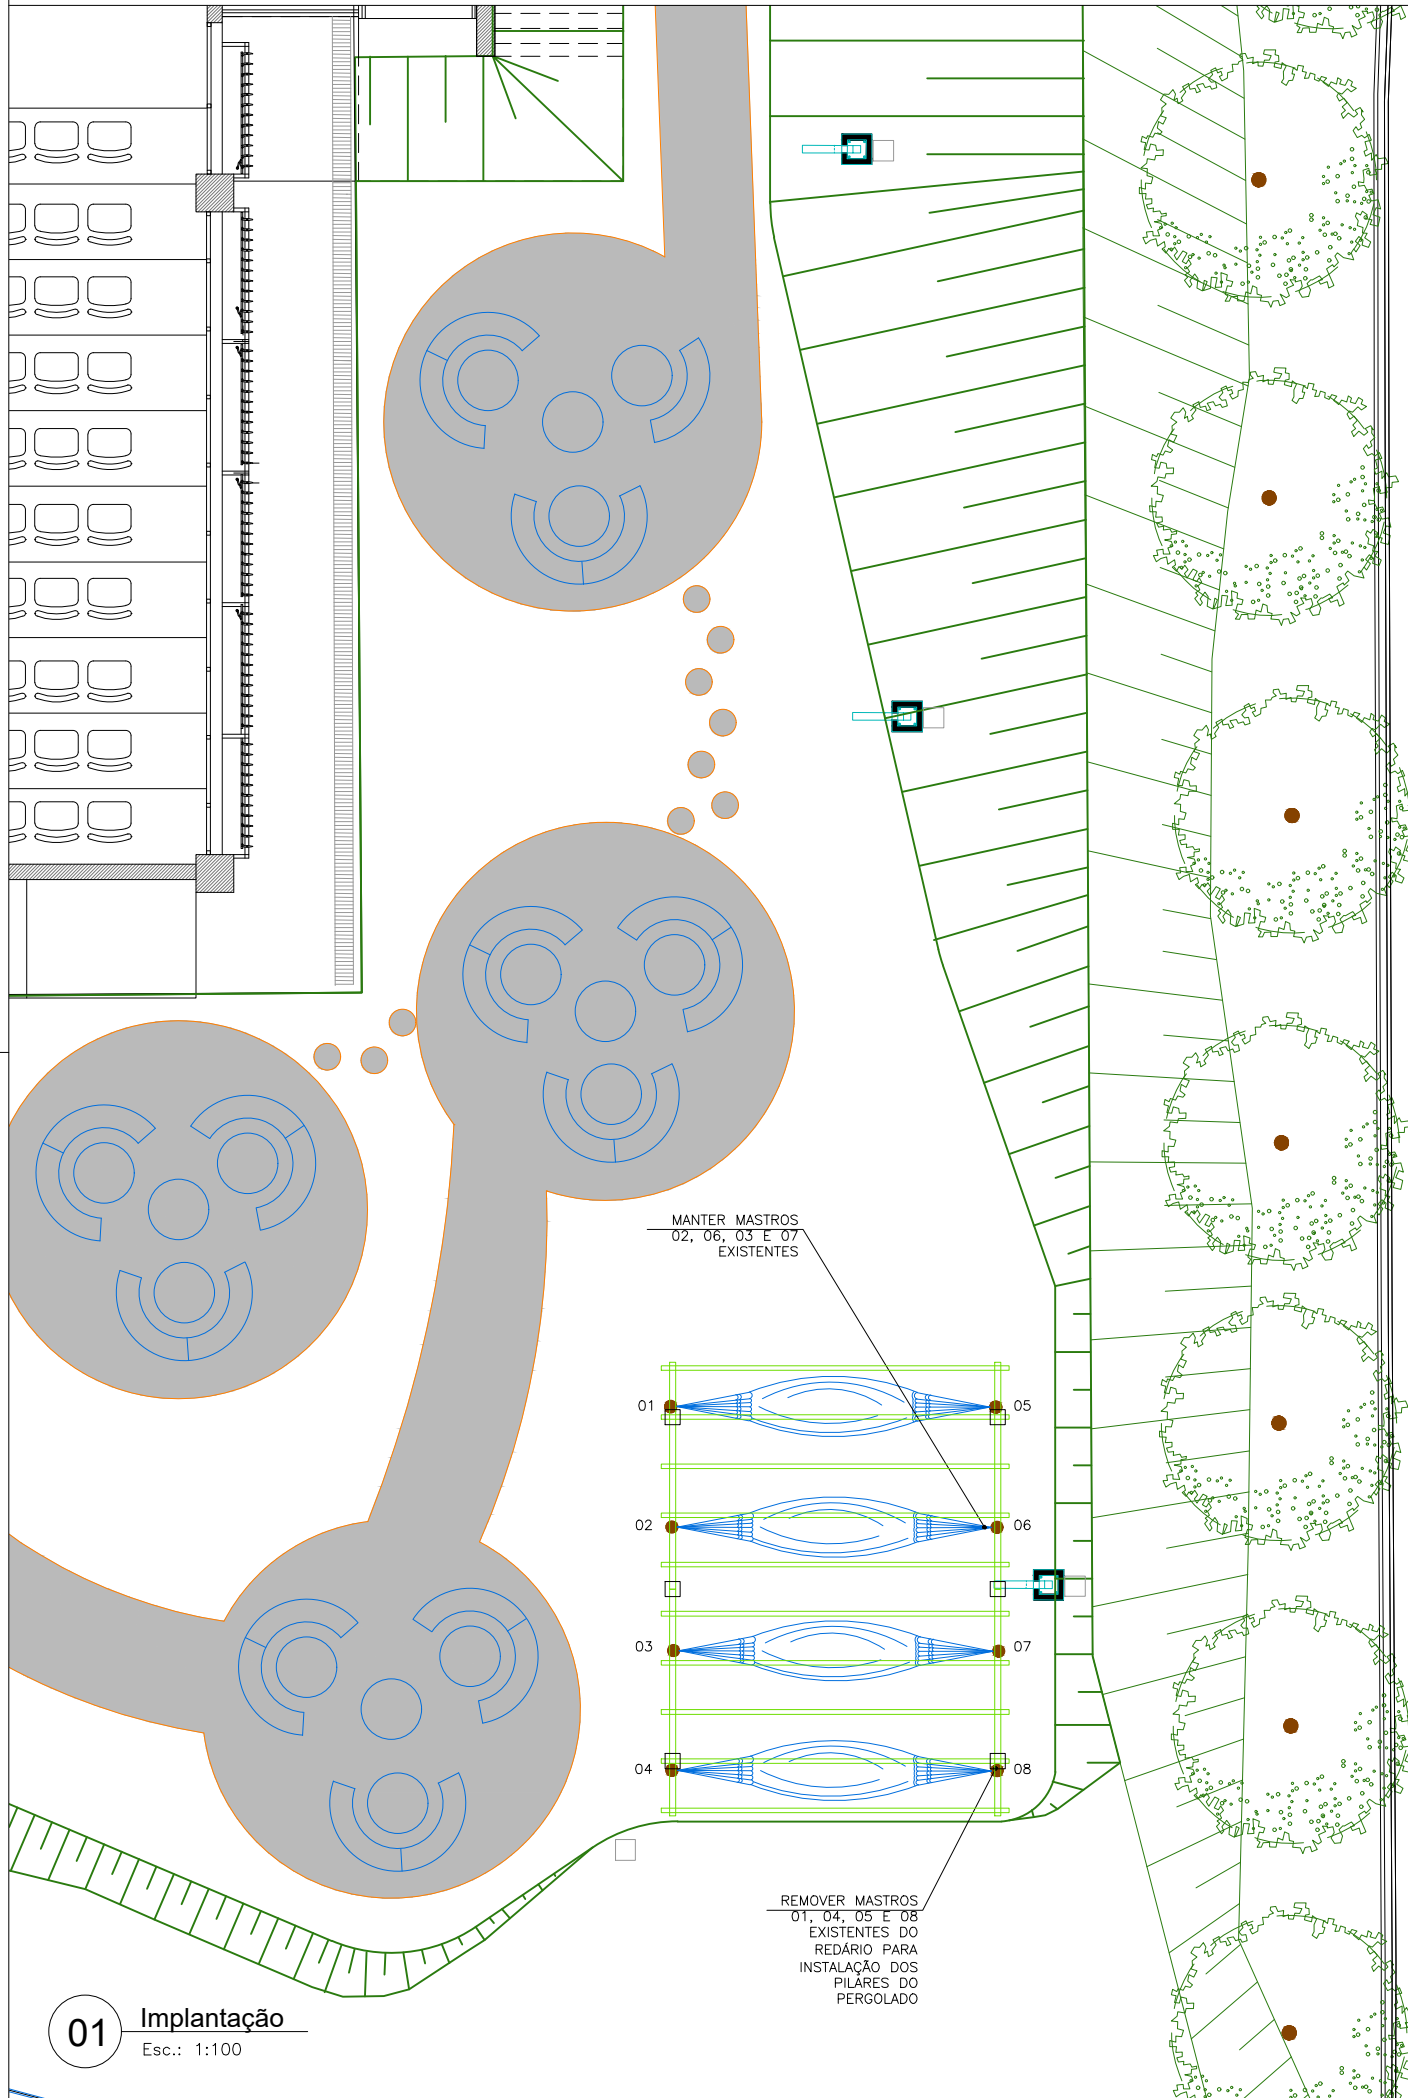 MANTER MASTROS
02, 06, 03 E 07
EXISTENTES
01
05
02
06
03
07
04
08
REMOVER MASTROS
01, 04, 05 E 08
EXISTENTES DO
REDÁRIO PARA
INSTALAÇÃO DOS
PILARES DO
PERGOLADO
01
Implantação
Esc.: 1:100